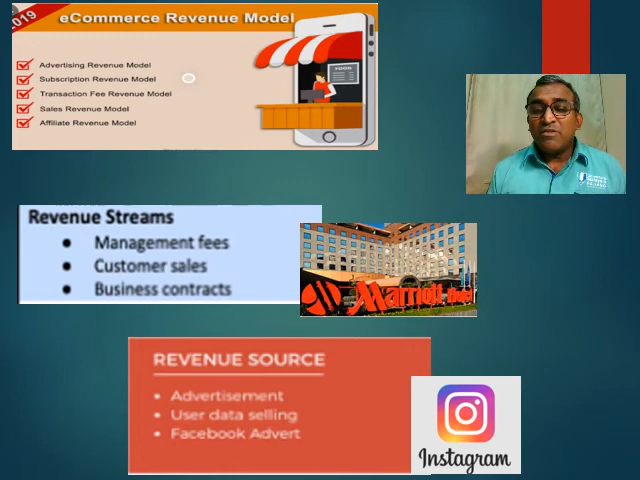 2019
eCommerce Revenue Model
Advertising Revenue Model
Subscription Revenue Model
Transaction Fee Revenue Model
Sales Revenue Model
Affiliate Revenue Model
Revenue Streams
• Management fees
• Customer sales
• Business contracts
Marriott Hotel
REVENUE SOURCE
• Advertisement
• User data selling
• Facebook Advert
Instagram